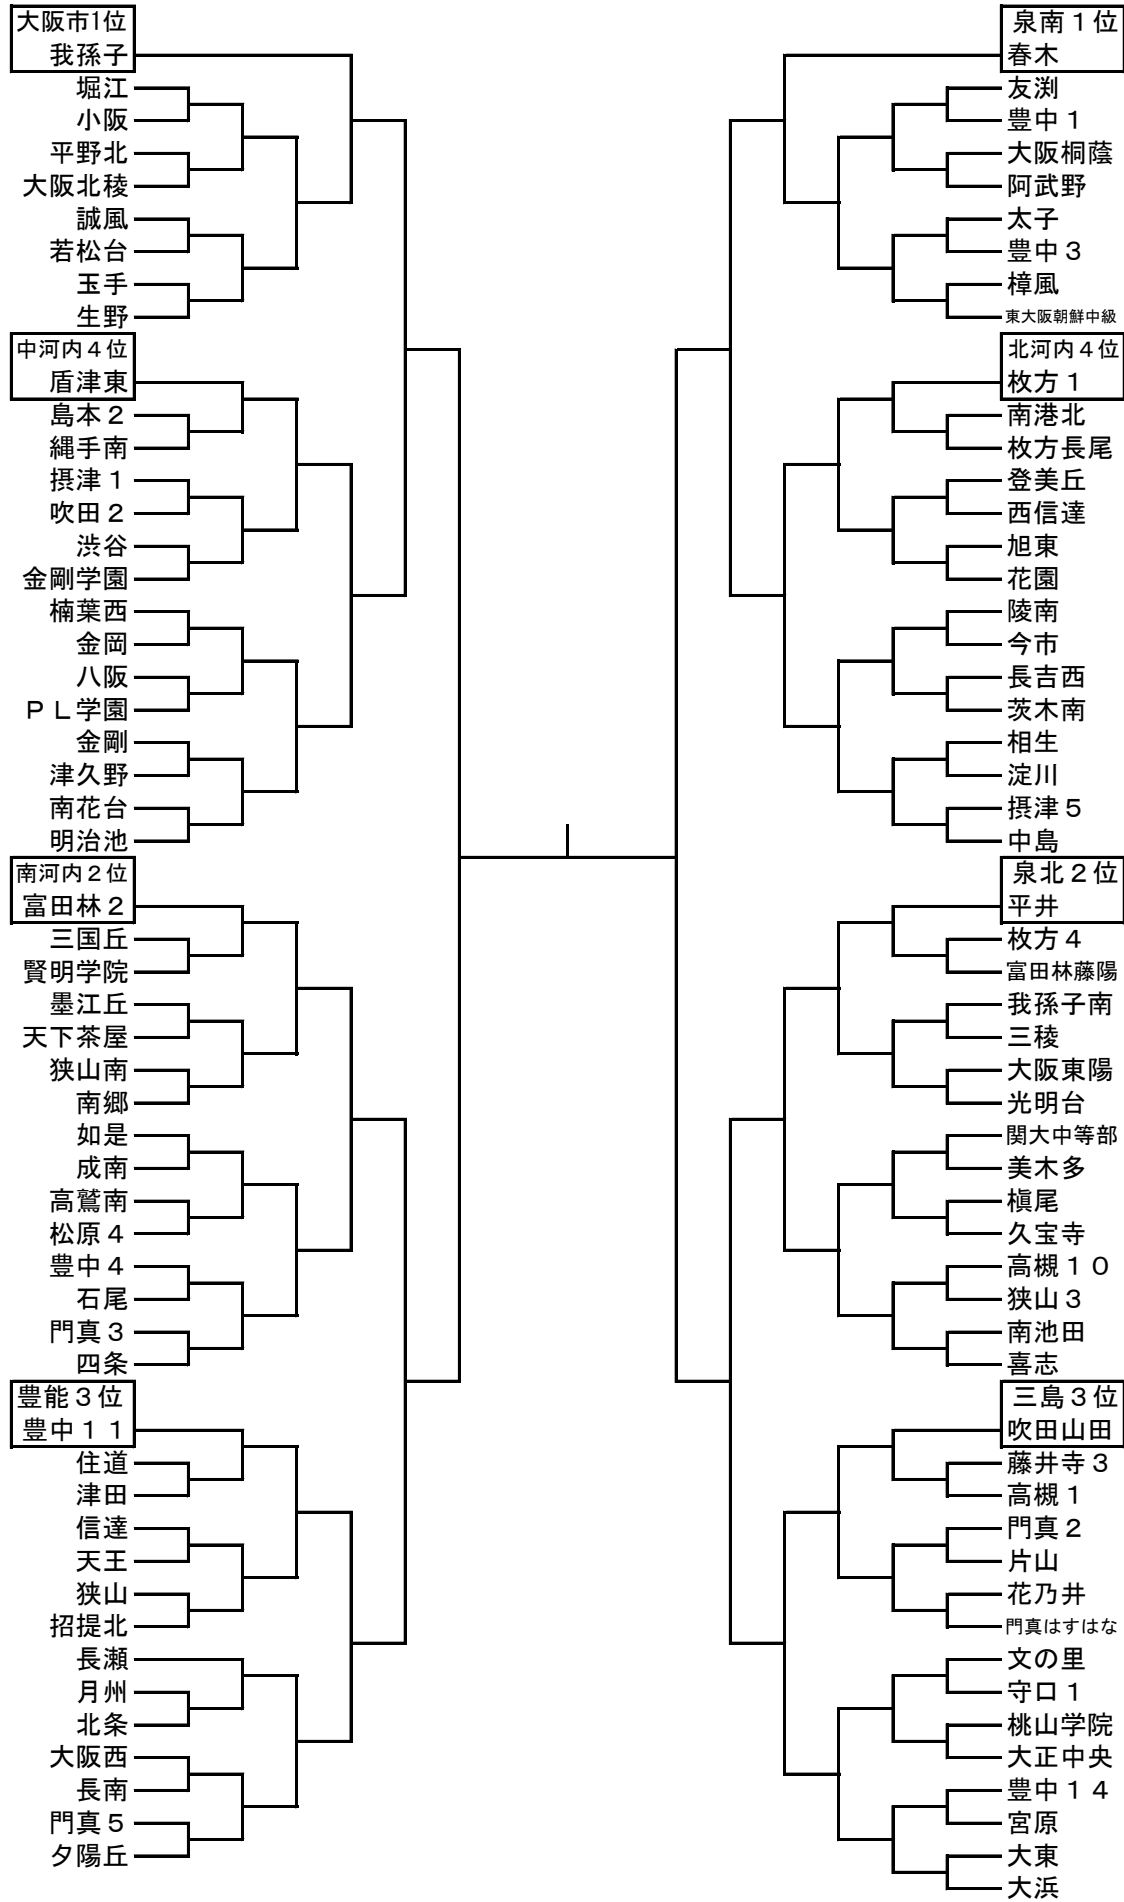 大阪市1位
我孫子
堀江
小阪
平野北
大阪北稜
誠風
若松台
玉手
生野
中河内４位
盾津東
島本２
縄手南
摂津１
吹田２
渋谷
金剛学園
楠葉西
金岡
八阪
ＰＬ学園
金剛
津久野
南花台
明治池
南河内２位
富田林２
三国丘
賢明学院
墨江丘
天下茶屋
狭山南
南郷
如是
成南
高鷲南
松原４
豊中４
石尾
門真３
四条
豊能３位
豊中１１
住道
津田
信達
天王
狭山
招提北
長瀬
月州
北条
大阪西
長南
門真５
夕陽丘
泉南１位
春木
友渕
豊中１
大阪桐蔭
阿武野
太子
豊中３
樟風
東大阪朝鮮中級
北河内４位
枚方１
南港北
枚方長尾
登美丘
西信達
旭東
花園
陵南
今市
長吉西
茨木南
相生
淀川
摂津５
中島
泉北２位
平井
枚方４
富田林藤陽
我孫子南
三稜
大阪東陽
光明台
関大中等部
美木多
槇尾
久宝寺
高槻１０
狭山３
南池田
喜志
三島３位
吹田山田
藤井寺３
高槻１
門真２
片山
花乃井
門真はすはな
文の里
守口１
桃山学院
大正中央
豊中１４
宮原
大東
大浜